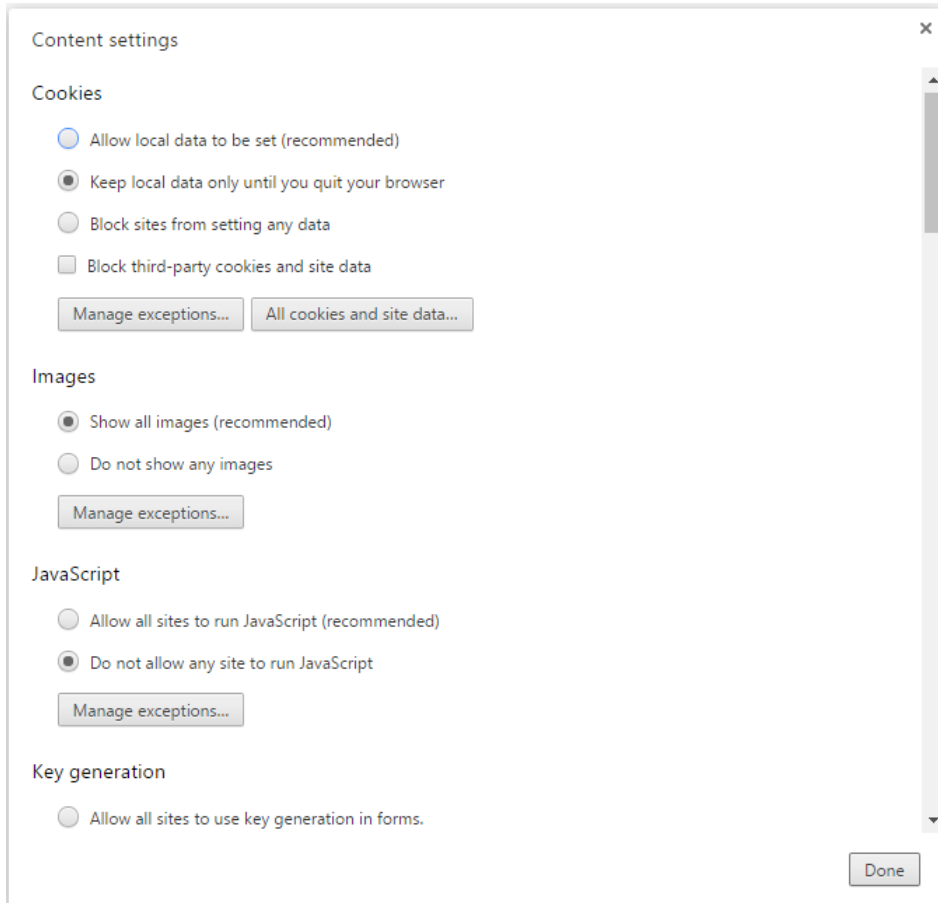 Content settings
Cookies
Allow local data to be set (recommended)
Keep local data only until you quit your browser
Block sites from setting any data
Block third-party cookies and site data
Manage exceptions... All cookies and site data...
Images
Show all images (recommended)
Do not show any images
Manage exceptions...
JavaScript
Allow all sites to run JavaScript (recommended)
Do not allow any site to run JavaScript
Manage exceptions...
Key generation
Allow all sites to use key generation in forms.
Done